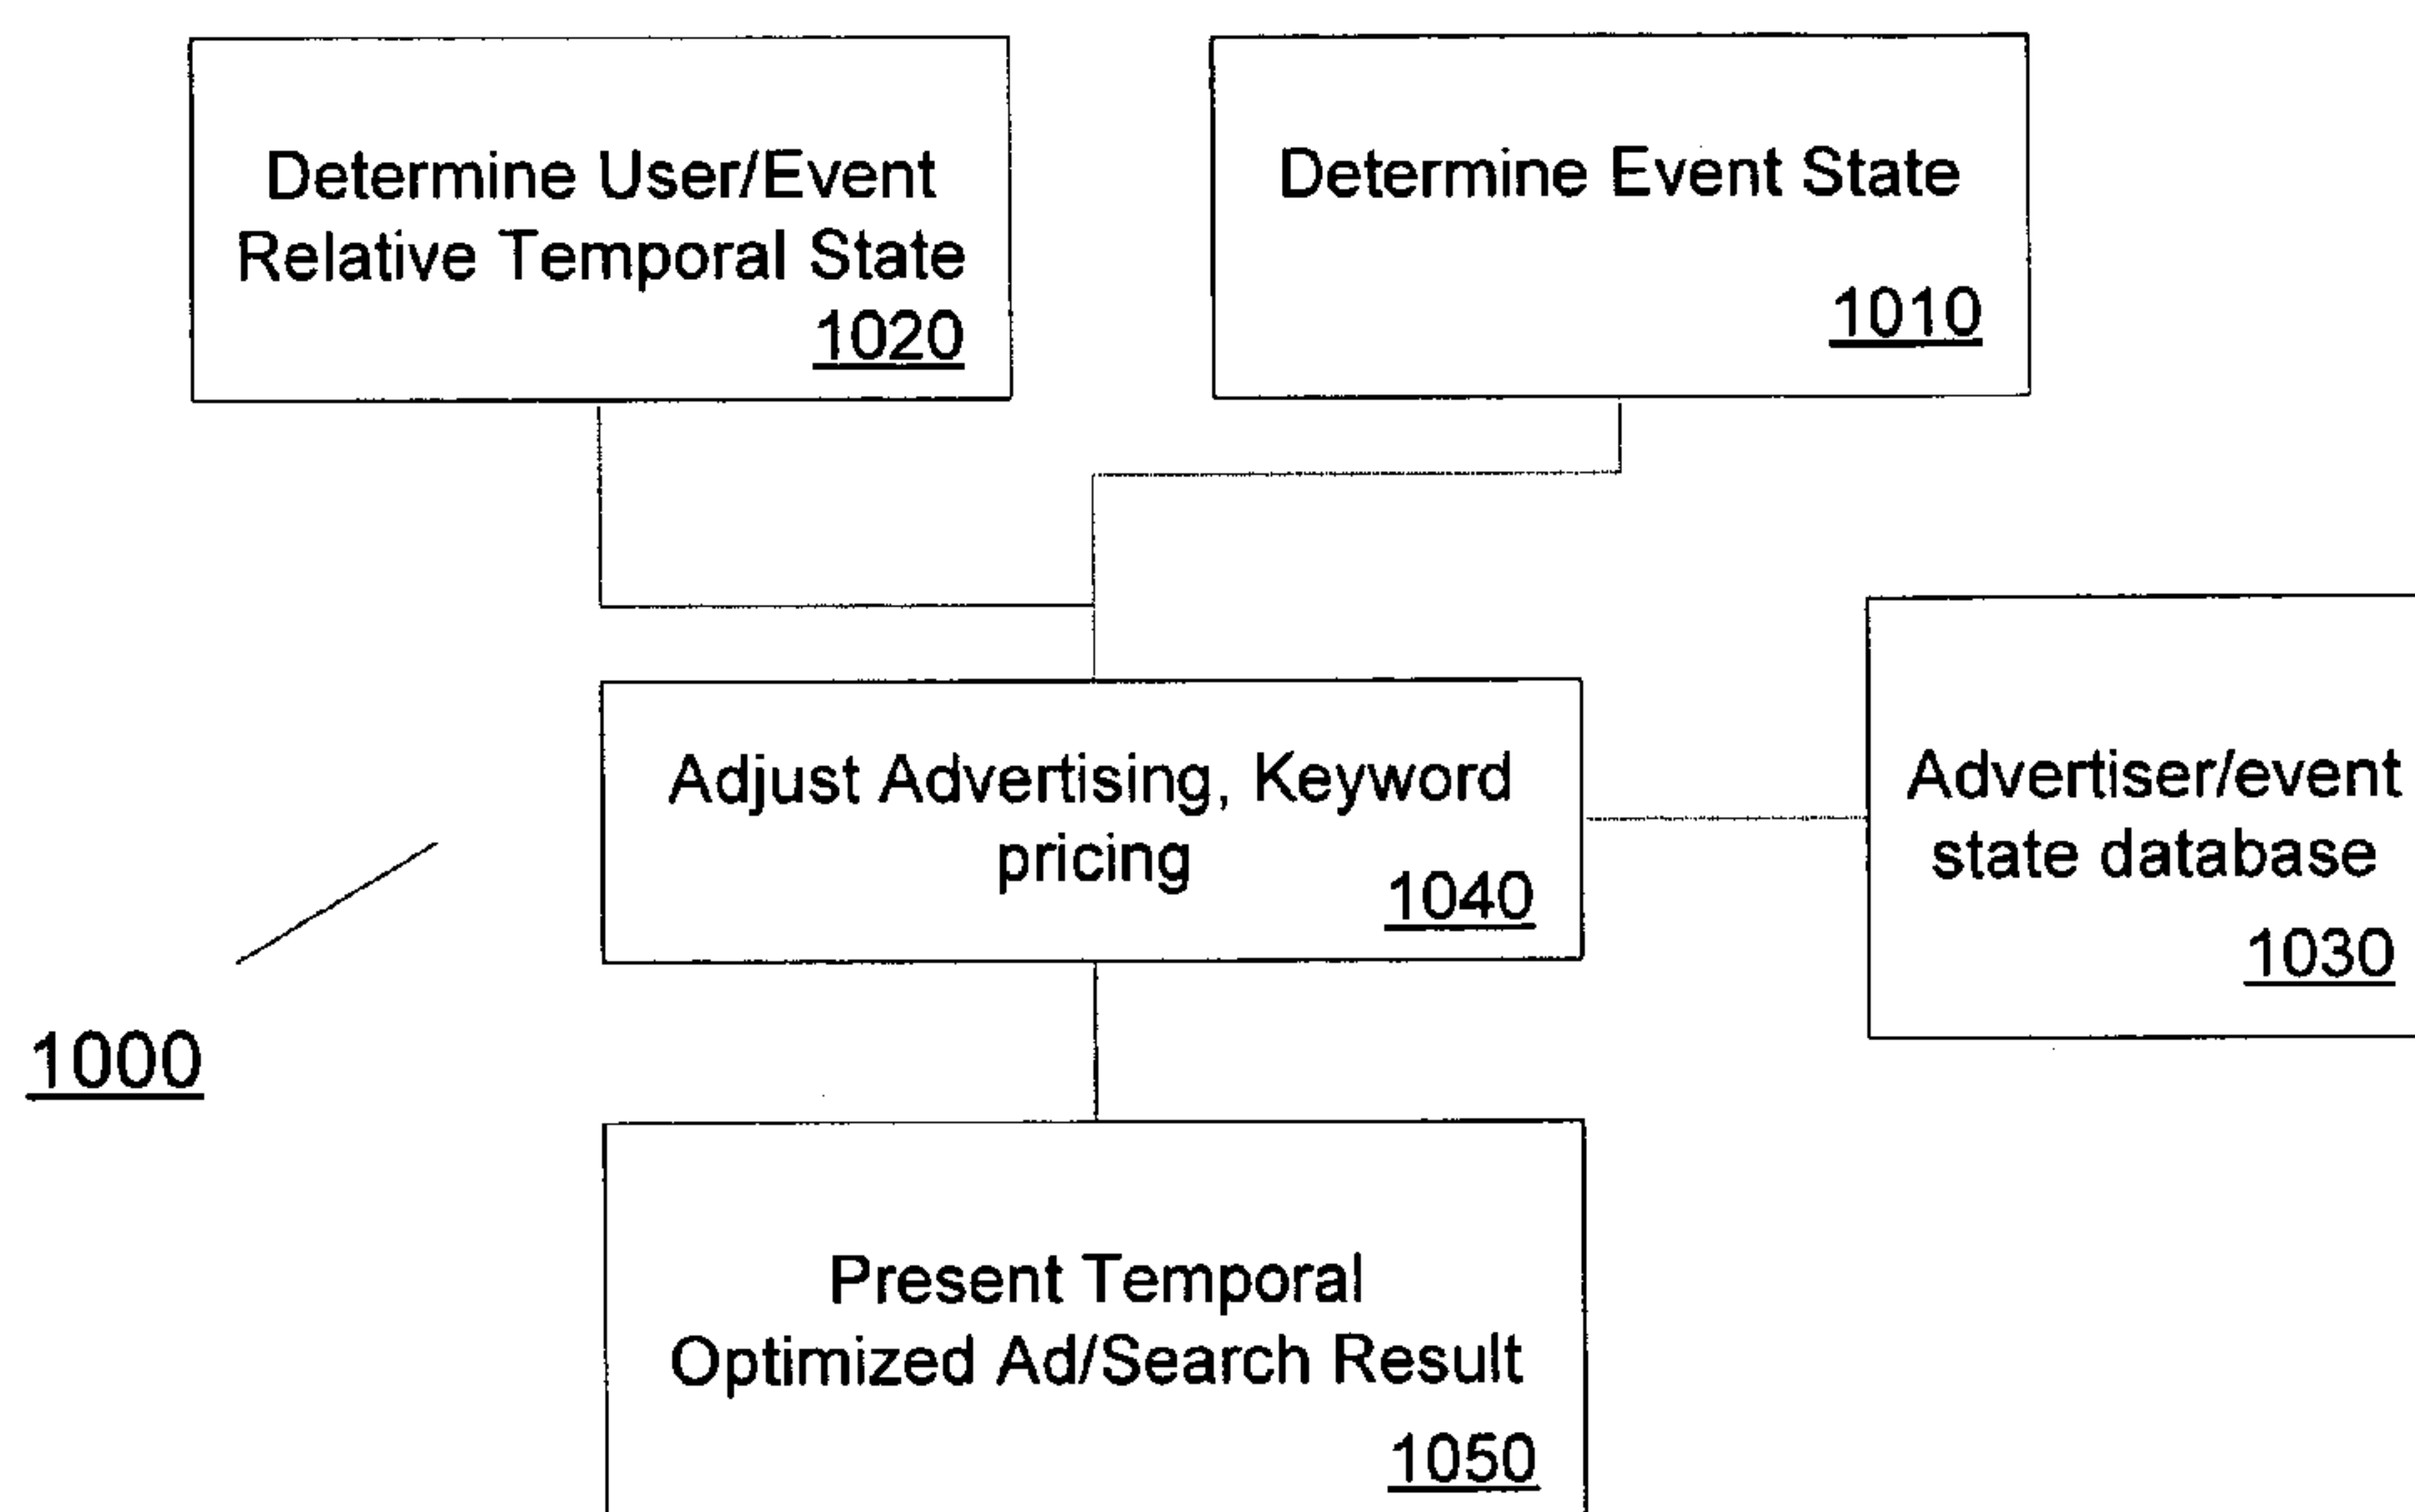 Determine User/Event
Relative Temporal State
1020
Determine Event State
1010
Adjust Advertising, Keyword
pricing
1040
Advertiser/event
state database
1030
1000
Present Temporal
Optimized Ad/Search Result
1050